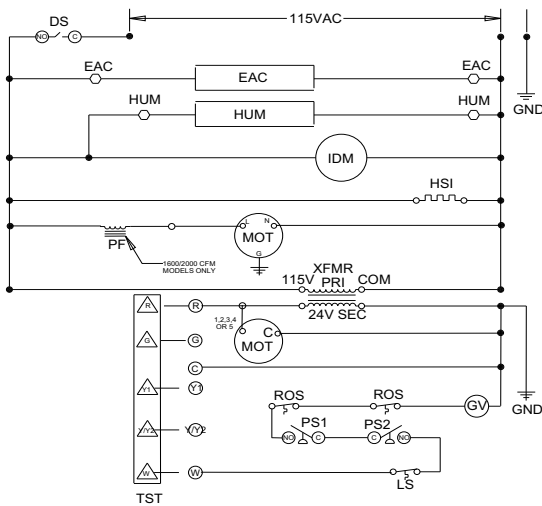 115VAC
DS
NO C
EAC EAC EAC
GND
HUM HUM HUM
IDM
HSI
L N
MOT
G
PF
1600/2000 CFM
MODELS ONLY
XFMR
115V PRI COM
24V SEC
R R
1,2,3,4
OR 5
C
MOT
G G
C
Y1 Y1
ROS ROS GV GND
PS1 PS2
NO C C NO
Y/Y2 Y/Y2
W W
LS
TST